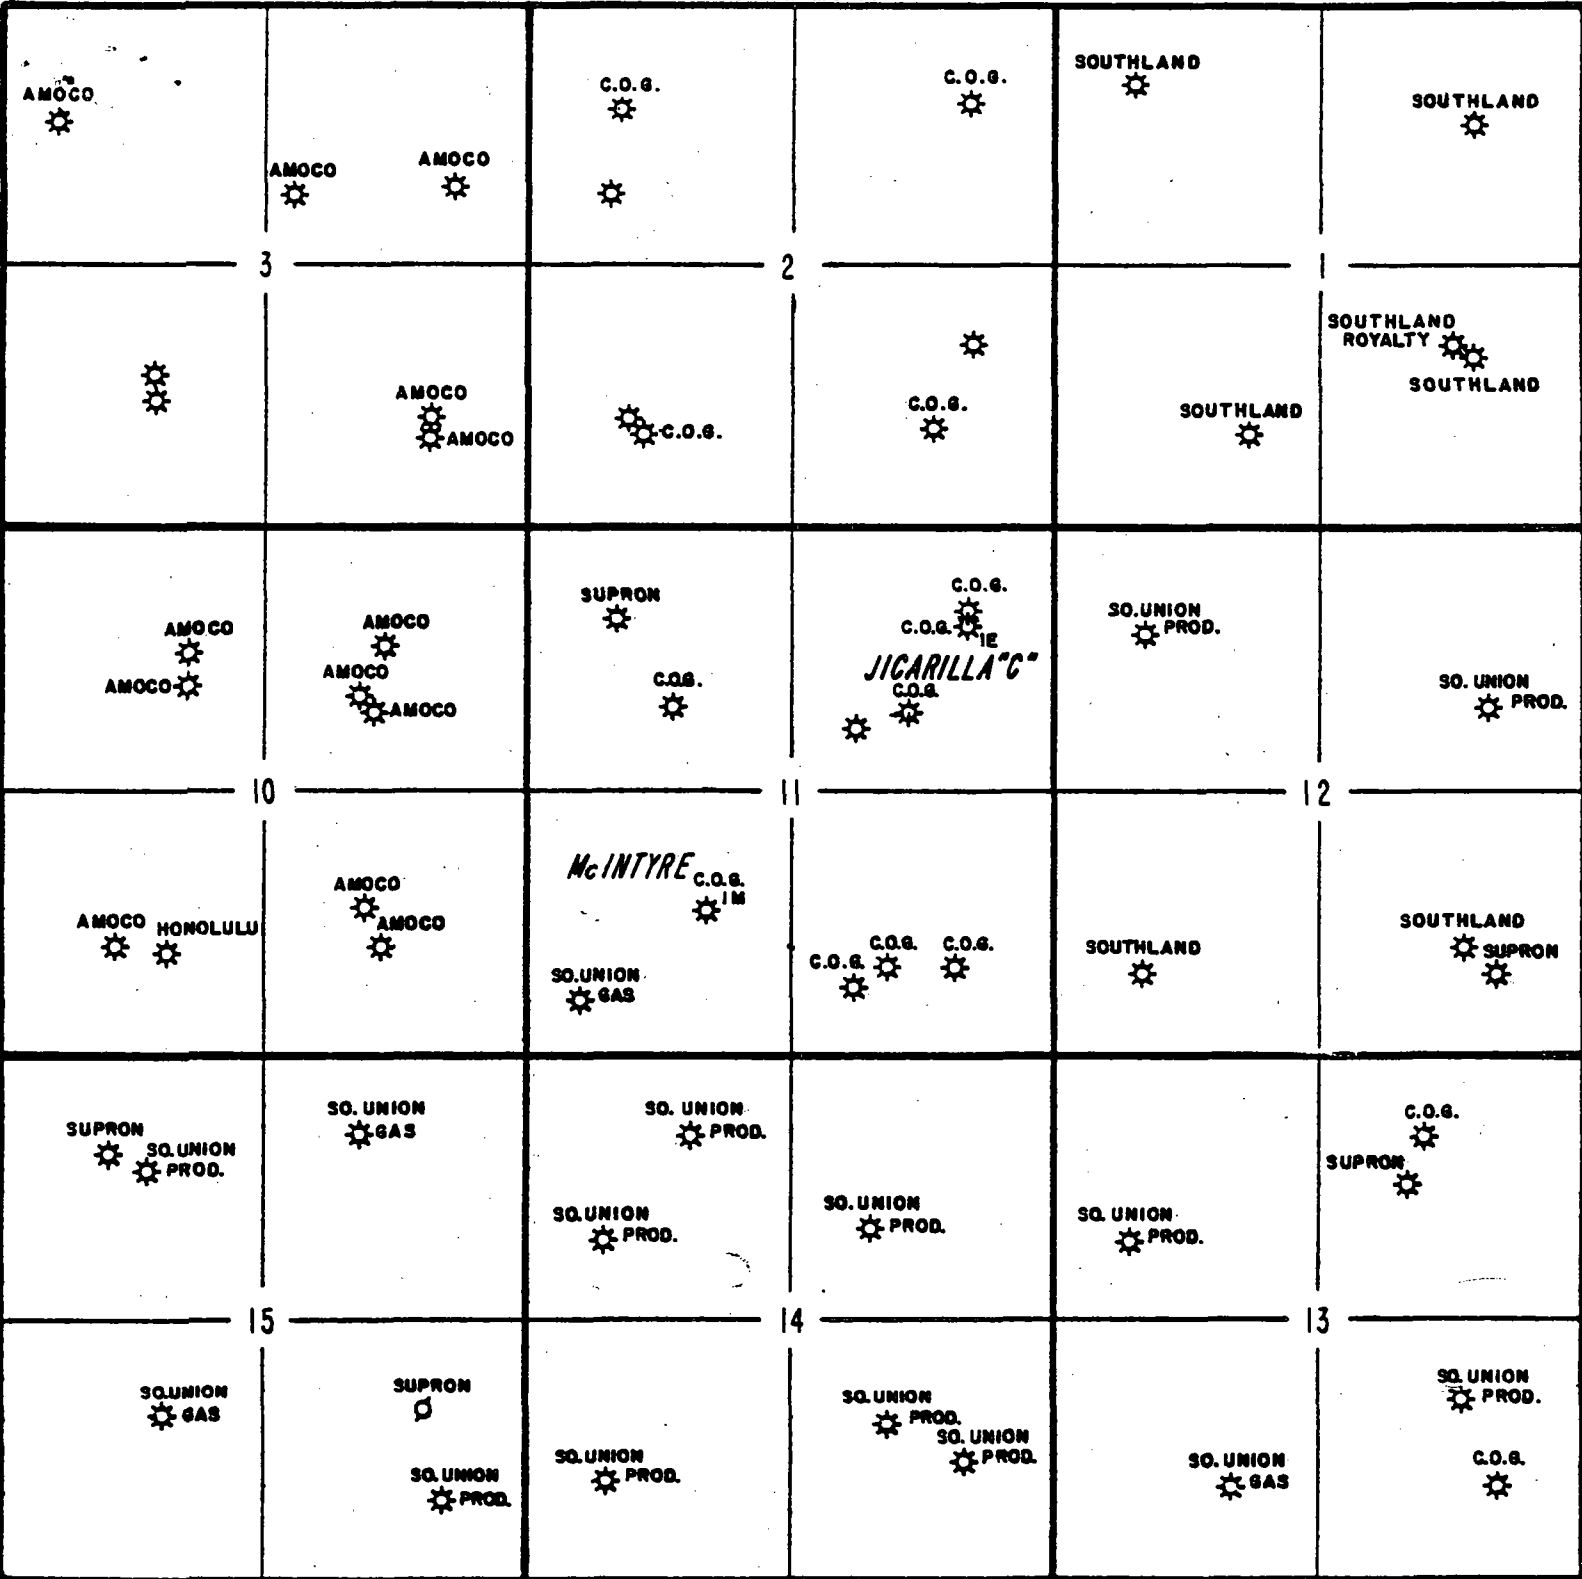 AMOCO
AMOCO
AMOCO
C.O.G.
C.O.G.
SOUTHLAND
SOUTHLAND
3
2
1
AMOCO
AMOCO
C.O.G.
C.O.G.
SOUTHLAND
ROYALTY
SOUTHLAND
SOUTHLAND
AMOCO
AMOCO
AMOCO
AMOCO
AMOCO
SUPRON
C.O.G.
C.O.G.
C.O.G.
1E
JICARILLA "C"
C.O.G.
SO. UNION
PROD.
SO. UNION
PROD.
10
11
12
AMOCO
HONOLULU
AMOCO
AMOCO
McINTYRE
C.O.G.
1M
SO. UNION
GAS
C.O.G.
C.O.G.
C.O.G.
SOUTHLAND
SOUTHLAND
SUPRON
SUPRON
SO. UNION
PROD.
SO. UNION
GAS
SO. UNION
PROD.
SO. UNION
PROD.
SO. UNION
PROD.
SO. UNION
PROD.
C.O.G.
SUPRON
15
14
13
SO. UNION
GAS
SUPRON
SO. UNION
PROD.
SO. UNION
PROD.
SO. UNION
PROD.
SO. UNION
PROD.
SO. UNION
GAS
SO. UNION
PROD.
C.O.G.